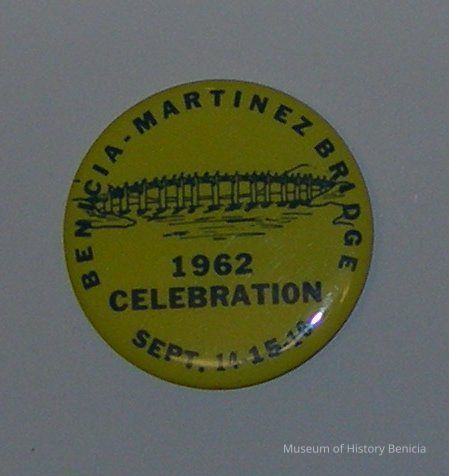 BENICIA-MARTINEZ BRIDGE
1962
CELEBRATION
SEPT. 14-15-16
Museum of History Benicia